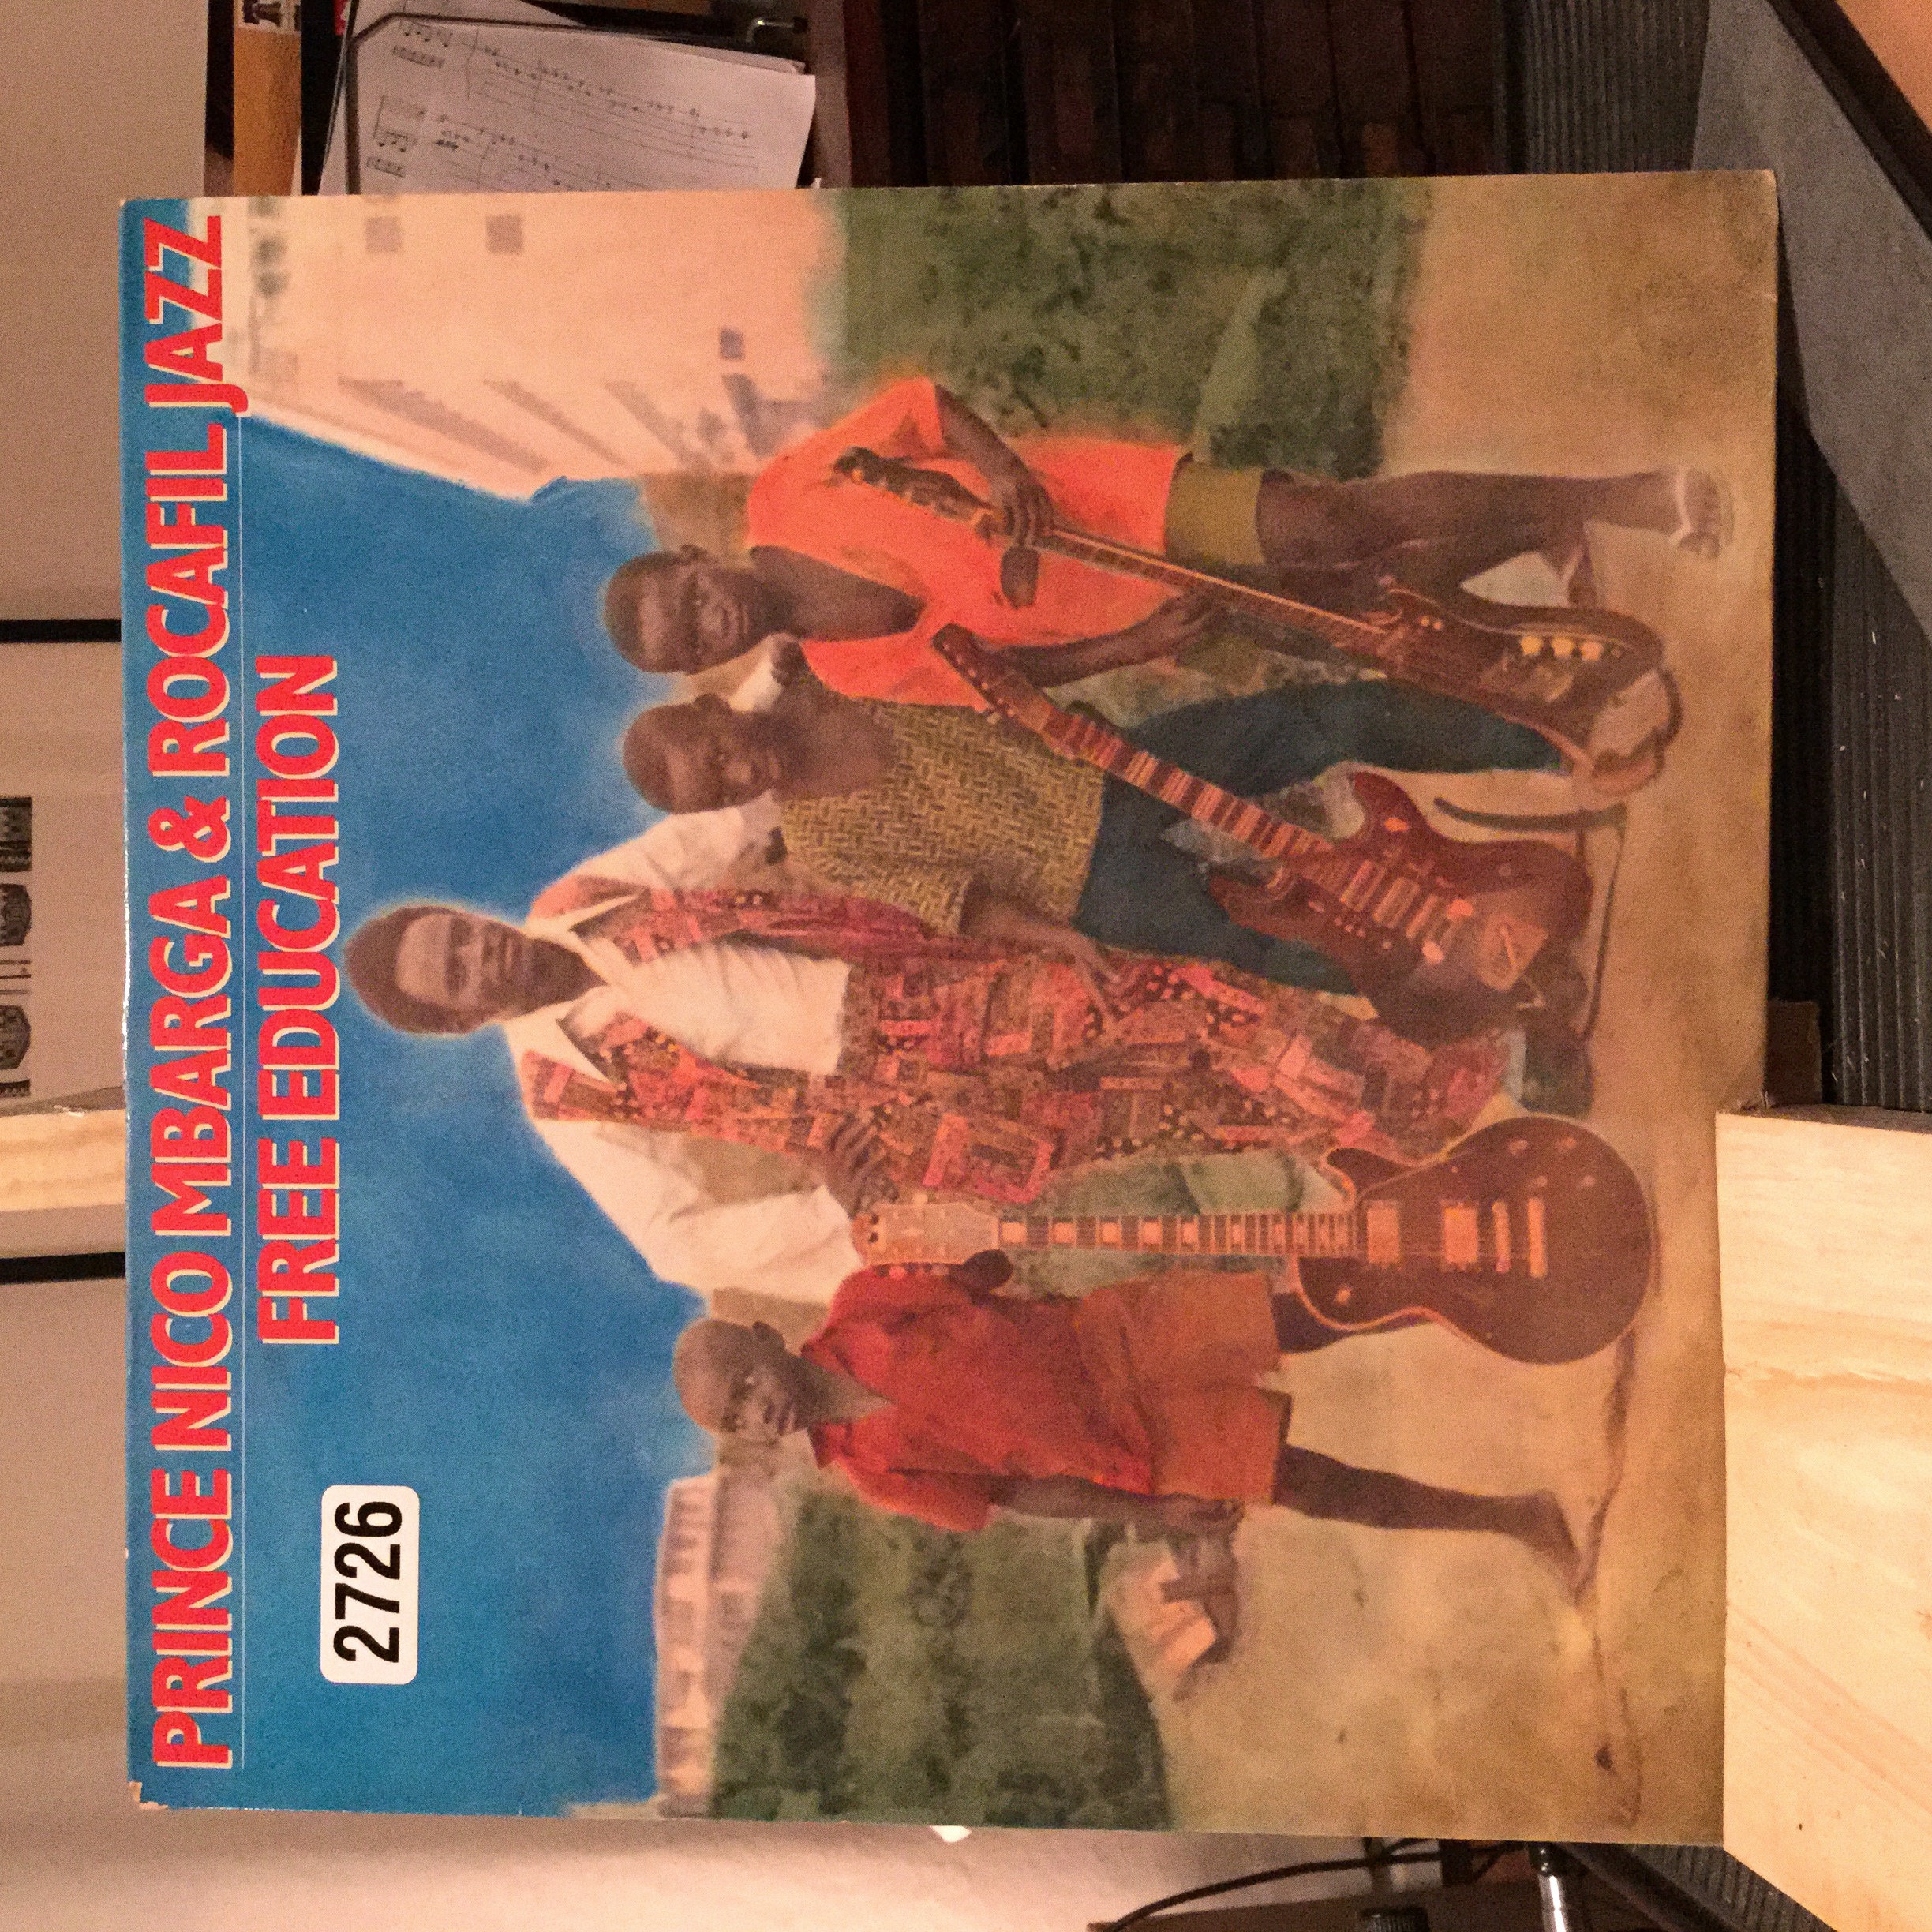 PRINCE NICO MBARGA & ROCAFIL JAZZ
FREE EDUCATION
2726